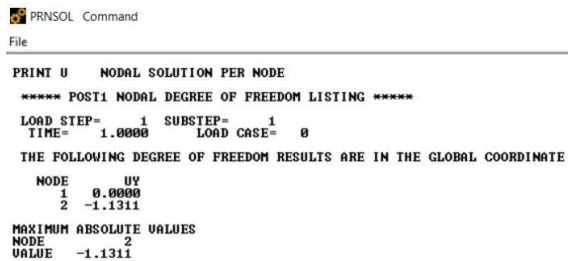 PRNSOL Command
File
PRINT U NODAL SOLUTION PER NODE
***** POST1 NODAL DEGREE OF FREEDOM LISTING *****
LOAD STEP= 1 SUBSTEP= 1
TIME= 1.0000 LOAD CASE= 0
THE FOLLOWING DEGREE OF FREEDOM RESULTS ARE IN THE GLOBAL COORDINATE
NODE UY
1 0.0000
2 -1.1311
MAXIMUM ABSOLUTE VALUES
NODE 2
VALUE -1.1311